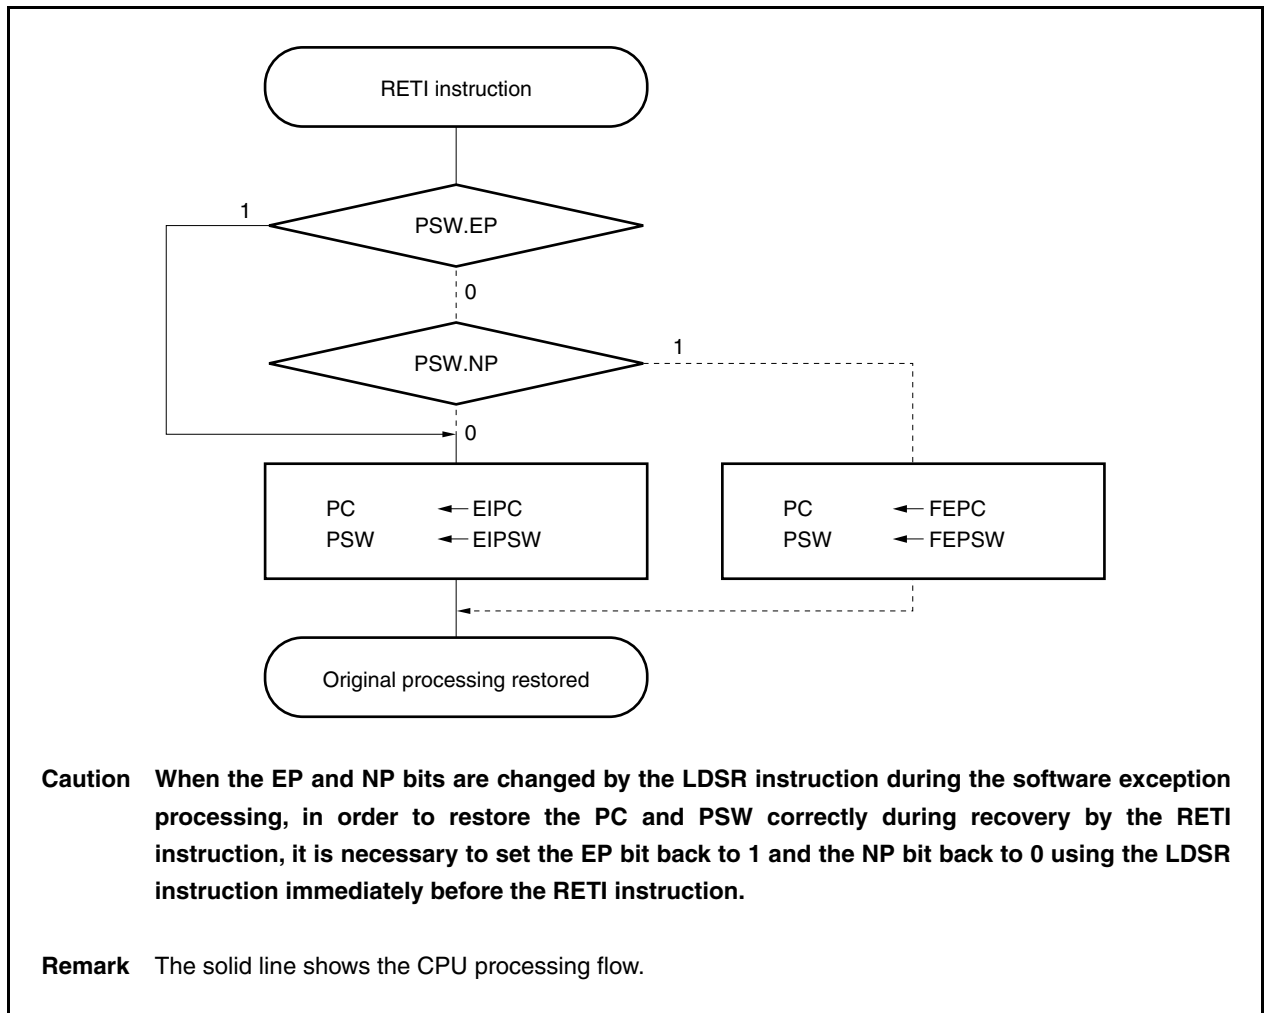 RETI instruction
1
PSW.EP
0
1
PSW.NP
0
PC ← EIPC
PSW ← EIPSW
PC ← FEPC
PSW ← FEPSW
Original processing restored
Caution When the EP and NP bits are changed by the LDSR instruction during the software exception
processing, in order to restore the PC and PSW correctly during recovery by the RETI
instruction, it is necessary to set the EP bit back to 1 and the NP bit back to 0 using the LDSR
instruction immediately before the RETI instruction.
Remark The solid line shows the CPU processing flow.